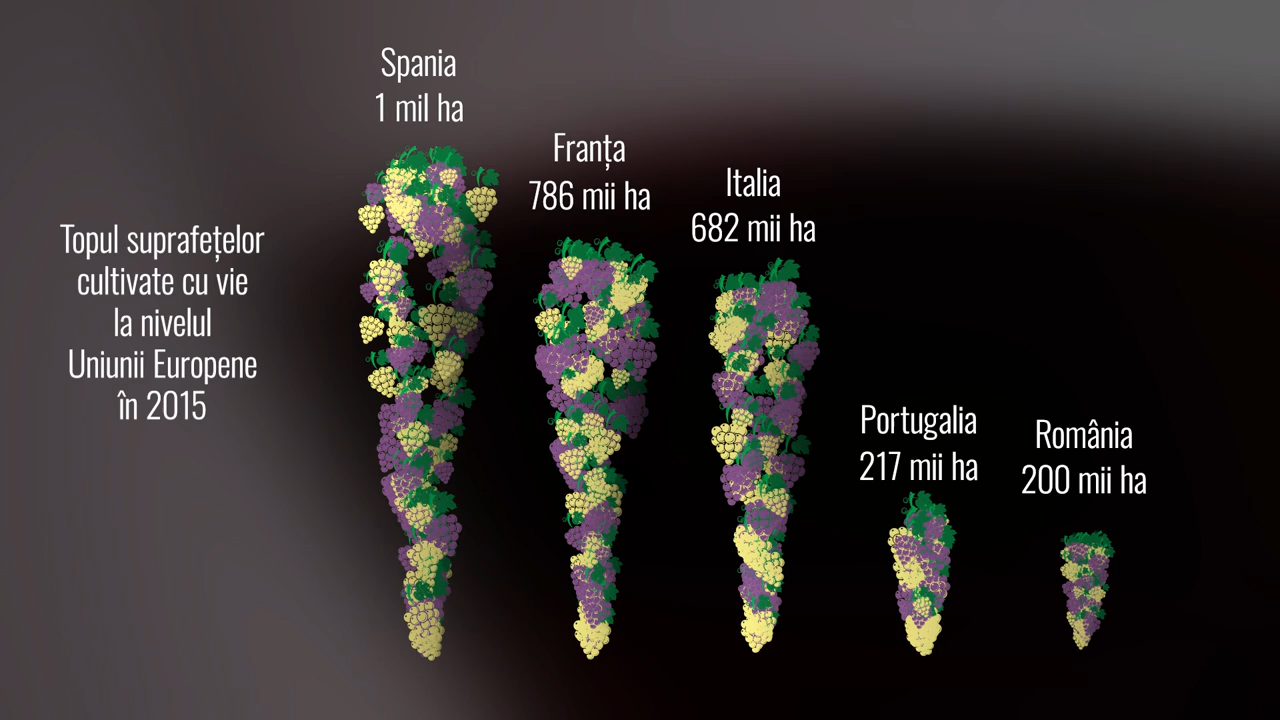 Topul suprafețelor
cultivate cu vie
la nivelul
Uniunii Europene
în 2015
Spania
1 mil ha
Franța
786 mii ha
Italia
682 mii ha
Portugalia
217 mii ha
România
200 mii ha